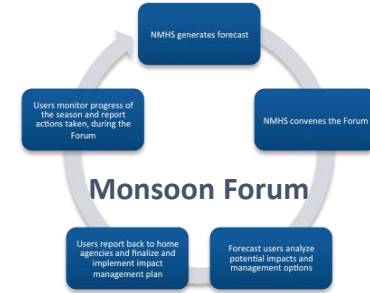 NMHS generates forecast
NMHS convenes the Forum
Forecast users analyze
potential impacts and
management options
Users report back to home
agencies and finalize and
implement impact
management plan
Users monitor progress of
the season and report
actions taken, during the
Forum
Monsoon Forum